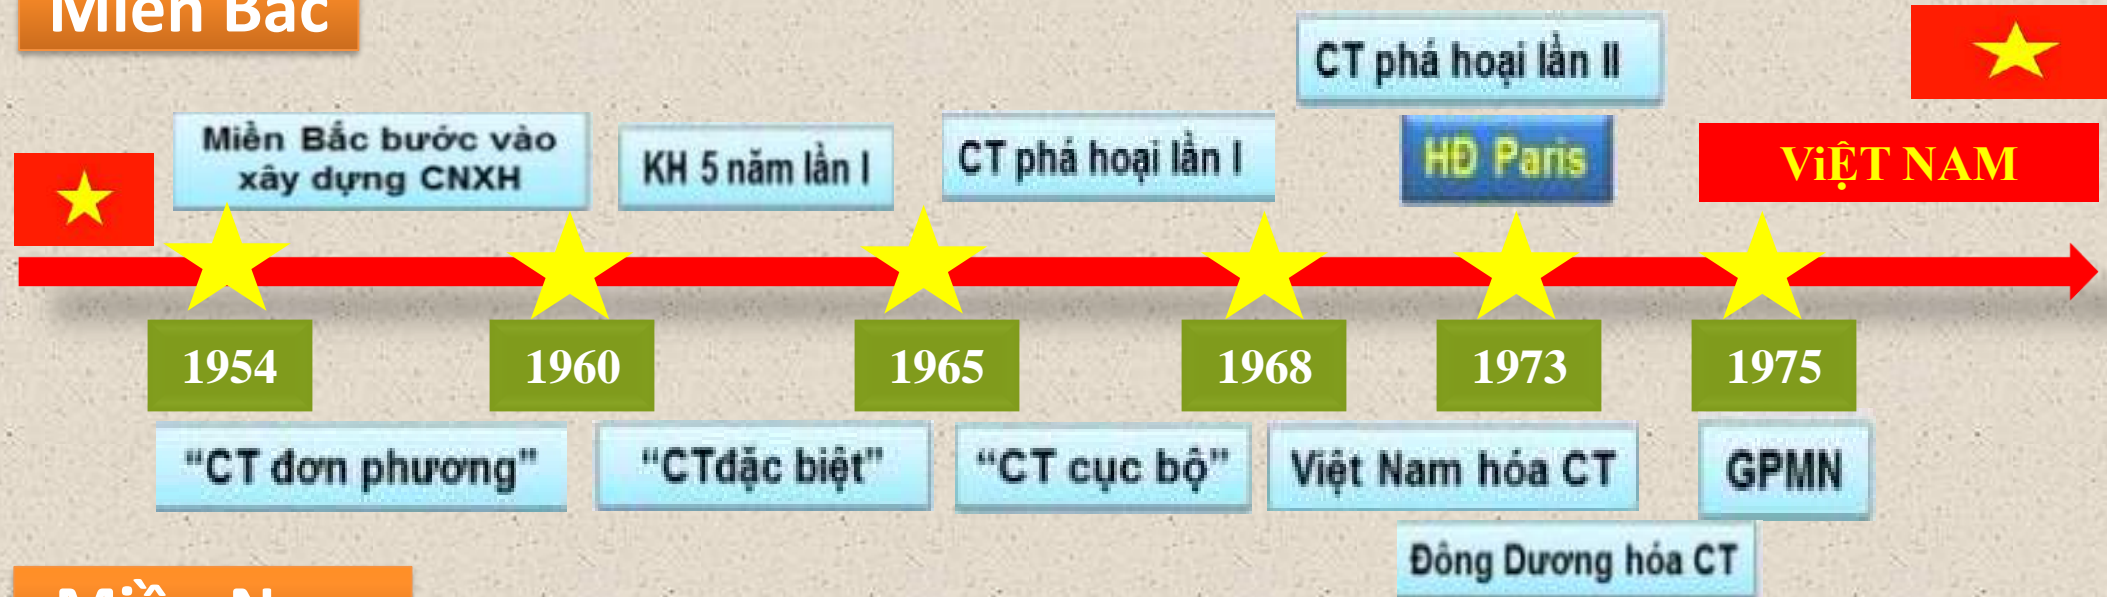 Miền Bắc
CT phá hoại lần II
Miền Bắc bước vào
xây dựng CNXH
KH 5 năm lần I
CT phá hoại lần I
HĐ Paris
ViỆT NAM
1954
1960
1965
1968
1973
1975
“CT đơn phương”
“CTđặc biệt”
“CT cục bộ”
Việt Nam hóa CT
GPMN
Đông Dương hóa CT
Miền Nam